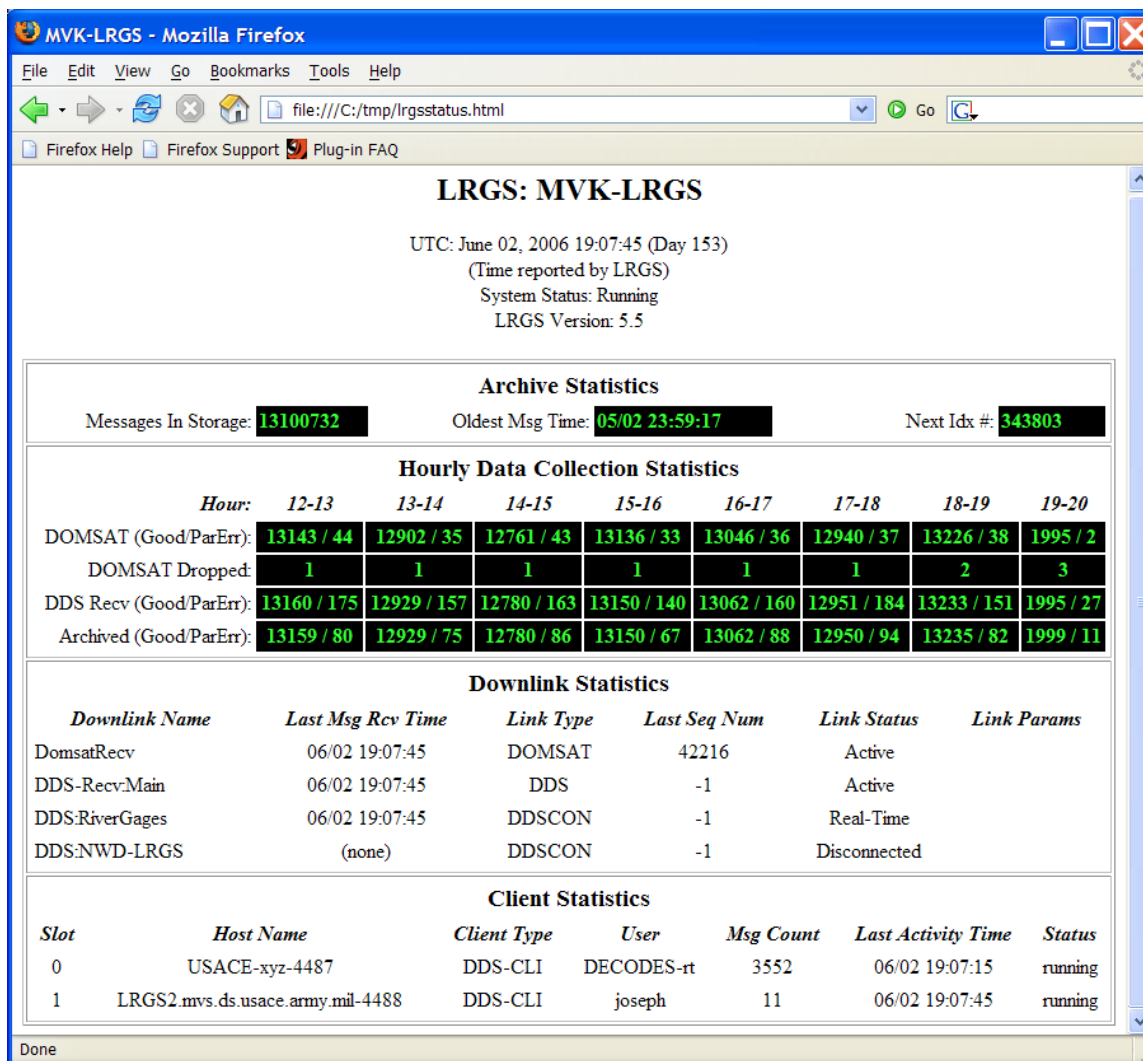 MVK-LRGS - Mozilla Firefox
File Edit View Go Bookmarks Tools Help
file:///C:/tmp/lrgsstatus.html Go G
Firefox Help Firefox Support Plug-in FAQ
LRGS: MVK-LRGS
UTC: June 02, 2006 19:07:45 (Day 153)
(Time reported by LRGS)
System Status: Running
LRGS Version: 5.5
Archive Statistics
Messages In Storage: 13100732 Oldest Msg Time: 05/02 23:59:17 Next Idx #: 343803
Hourly Data Collection Statistics
Hour: 12-13 13-14 14-15 15-16 16-17 17-18 18-19 19-20
DOMSAT (Good/ParErr): 13143 / 44 12902 / 35 12761 / 43 13136 / 33 13046 / 36 12940 / 37 13226 / 38 1995 / 2
DOMSAT Dropped: 1 1 1 1 1 1 2 3
DDS Recv (Good/ParErr): 13160 / 175 12929 / 157 12780 / 163 13150 / 140 13062 / 160 12951 / 184 13233 / 151 1995 / 27
Archived (Good/ParErr): 13159 / 80 12929 / 75 12780 / 86 13150 / 67 13062 / 88 12950 / 94 13235 / 82 1999 / 11
Downlink Statistics
Downlink Name Last Msg Rcv Time Link Type Last Seq Num Link Status Link Params
DomsatRecv 06/02 19:07:45 DOMSAT 42216 Active
DDS-Recv:Main 06/02 19:07:45 DDS -1 Active
DDS:RiverGages 06/02 19:07:45 DDSCON -1 Real-Time
DDS:NWD-LRGS (none) DDSCON -1 Disconnected
Client Statistics
Slot Host Name Client Type User Msg Count Last Activity Time Status
0 USACE-xyz-4487 DDS-CLI DECODES-rt 3552 06/02 19:07:15 running
1 LRGS2.mvs.ds.usace.army.mil-4488 DDS-CLI joseph 11 06/02 19:07:45 running
Done